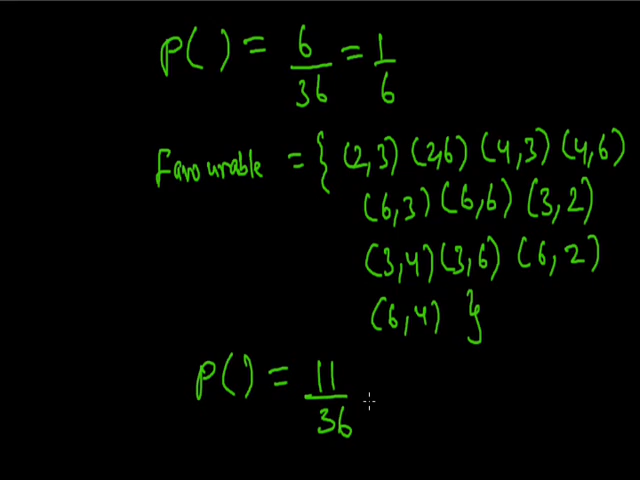 P( ) = 6/36 = 1/6
Favourable = { (2,3) (2,6) (4,3) (4,6)
(6,3) (6,6) (3,2)
(3,4) (3,6) (6,2)
(6,4) }
P( ) = 11/36